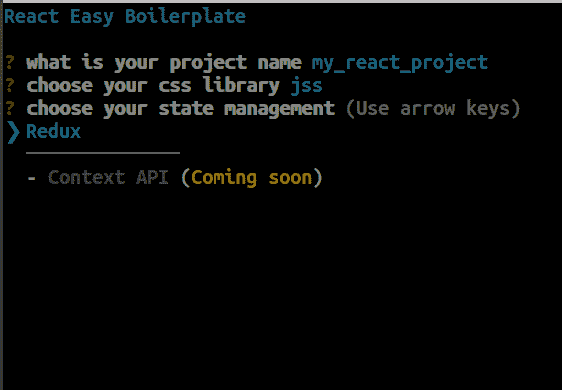 React Easy Boilerplate
? what is your project name my_react_project
? choose your css library jss
? choose your state management (Use arrow keys)
❯ Redux
──────────────
- Context API (Coming soon)